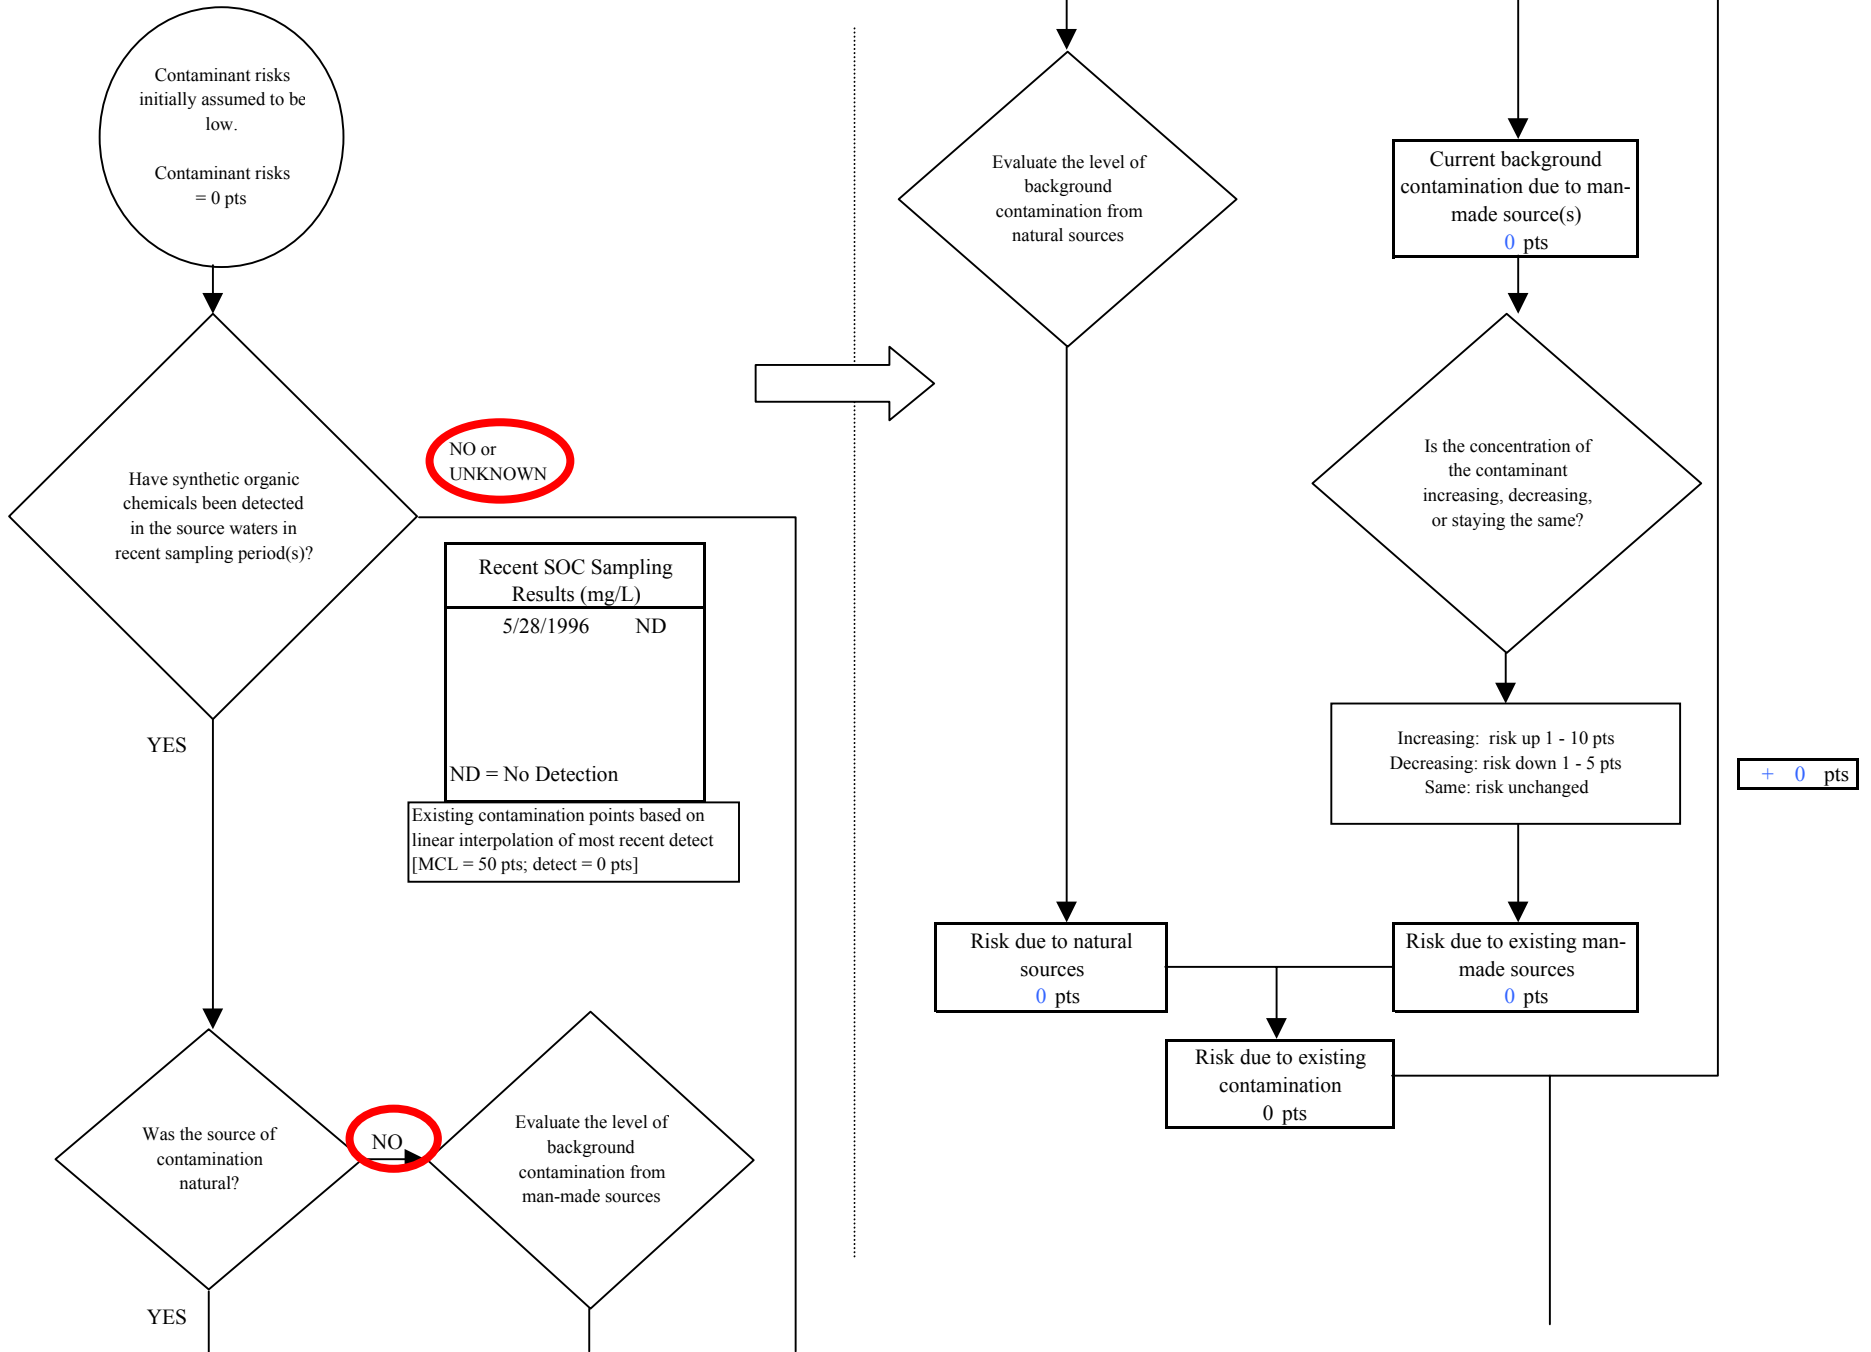 Contaminant risks
initially assumed to be
low.
Contaminant risks
= 0 pts
Have synthetic organic
chemicals been detected
in the source waters in
recent sampling period(s)?
NO or
UNKNOWN
Recent SOC Sampling
Results (mg/L)
5/28/1996 ND
ND = No Detection
Existing contamination points based on
linear interpolation of most recent detect
[MCL = 50 pts; detect = 0 pts]
YES
Was the source of
contamination
natural?
NO
Evaluate the level of
background
contamination from
man-made sources
YES
Evaluate the level of
background
contamination from
natural sources
Current background
contamination due to man-
made source(s)
0 pts
Is the concentration of
the contaminant
increasing, decreasing,
or staying the same?
Increasing: risk up 1 - 10 pts
Decreasing: risk down 1 - 5 pts
Same: risk unchanged
+ 0 pts
Risk due to natural
sources
0 pts
Risk due to existing man-
made sources
0 pts
Risk due to existing
contamination
0 pts